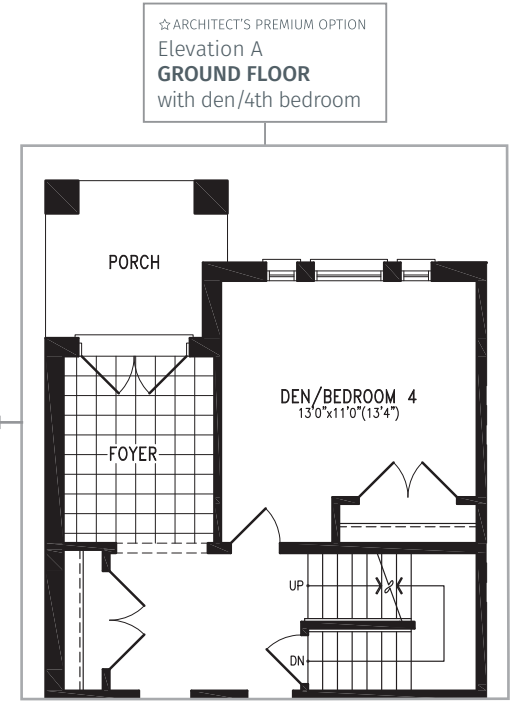 ☆ARCHITECT'S PREMIUM OPTION
Elevation A
GROUND FLOOR
with den/4th bedroom
PORCH
DEN/BEDROOM 4
13'0"x11'0"(13'4")
FOYER
UP
DN